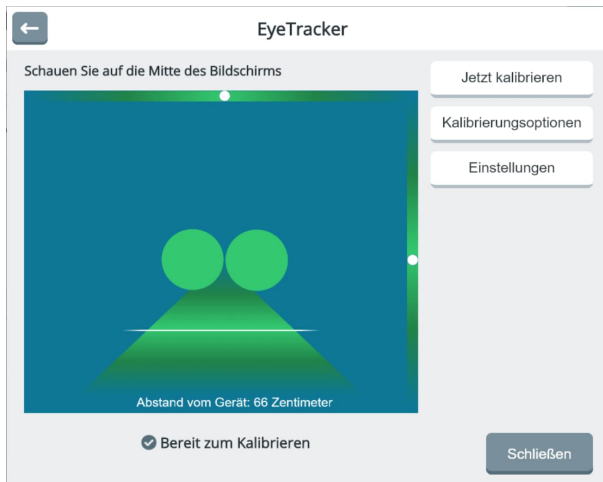 EyeTracker
Schauen Sie auf die Mitte des Bildschirms
Jetzt kalibrieren
Kalibrierungsoptionen
Einstellungen
Abstand vom Gerät: 66 Zentimeter
Bereit zum Kalibrieren
Schließen